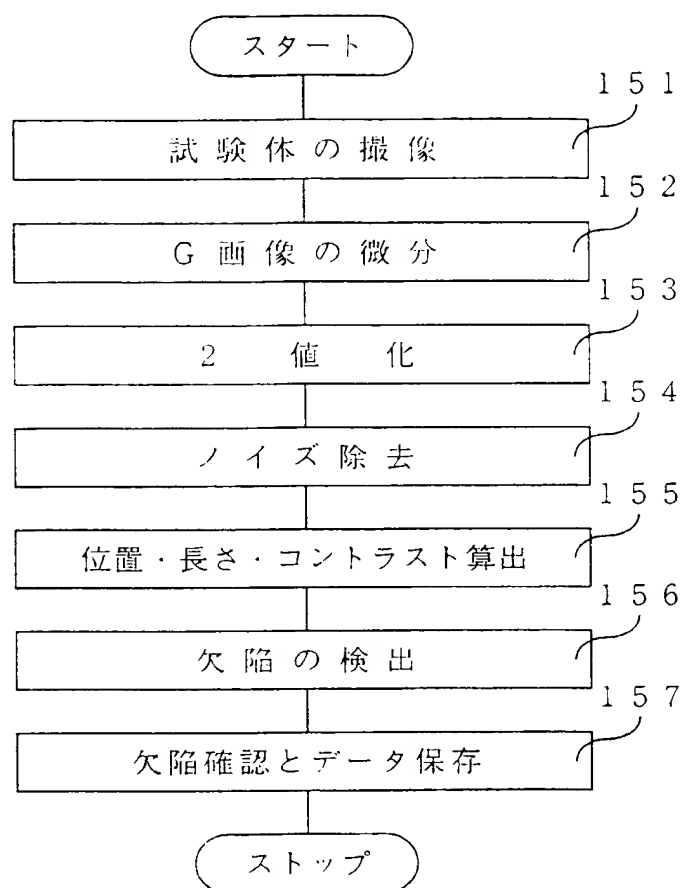 スタート
151
試験体の撮像
152
G画像の微分
153
2値化
154
ノイズ除去
155
位置・長さ・コントラスト算出
156
欠陥の検出
157
欠陥確認とデータ保存
ストップ